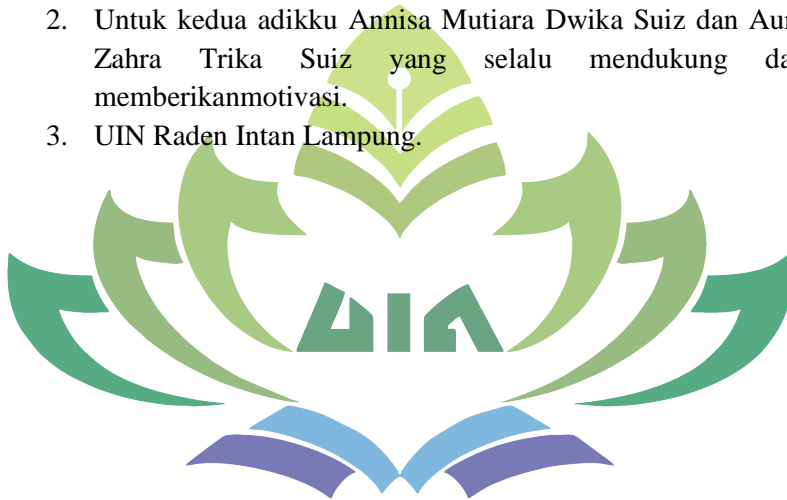 2. Untuk kedua adikku Annisa Mutiara Dwika Suiz dan
Zahra Trika Suiz yang selalu mendukung
memberikanmotivasi.
3. UIN Raden Intan Lampung.
UIN